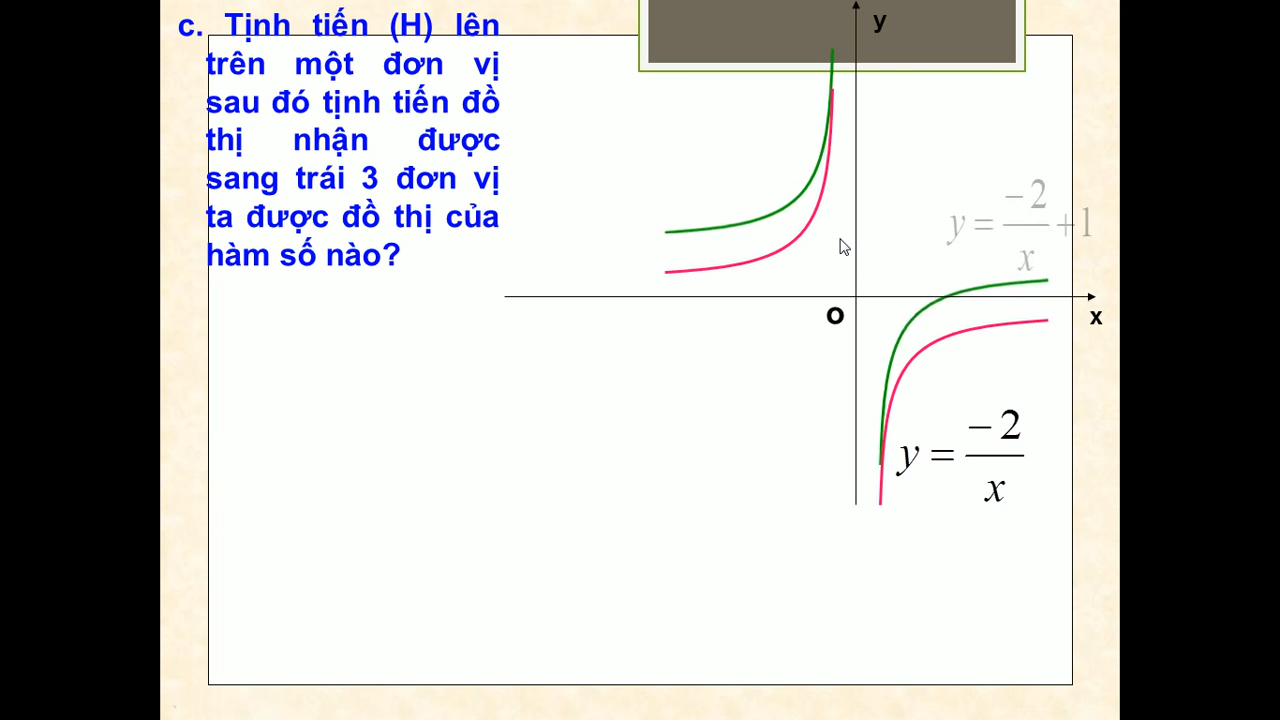 c. Tịnh tiến (H) lên
trên một đơn vị
sau đó tịnh tiến đồ
thị nhận được
sang trái 3 đơn vị
ta được đồ thị của
hàm số nào?
y
y = -2/x + 1
O
x
y = -2/x